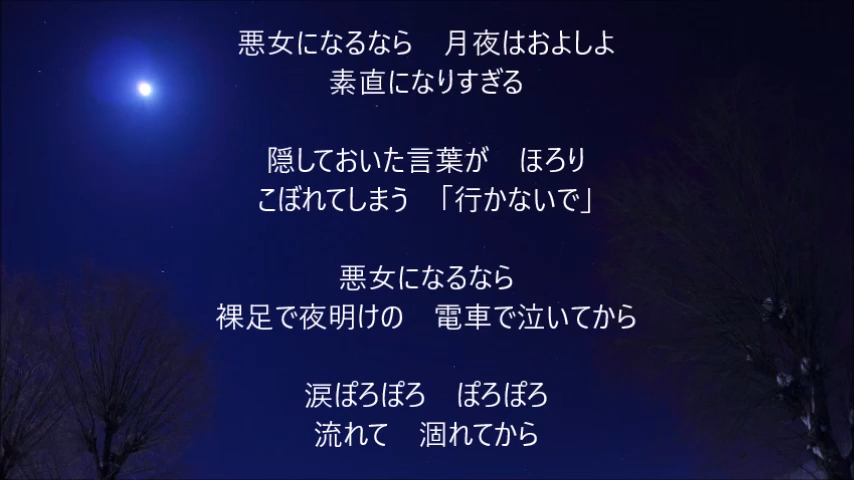 悪女になるなら　月夜はおよしよ
素直になりすぎる
隠しておいた言葉が　ほろり
こぼれてしまう　「行かないで」
悪女になるなら
裸足で夜明けの　電車で泣いてから
涙ぽろぽろ　ぽろぽろ
流れて　涸れてから